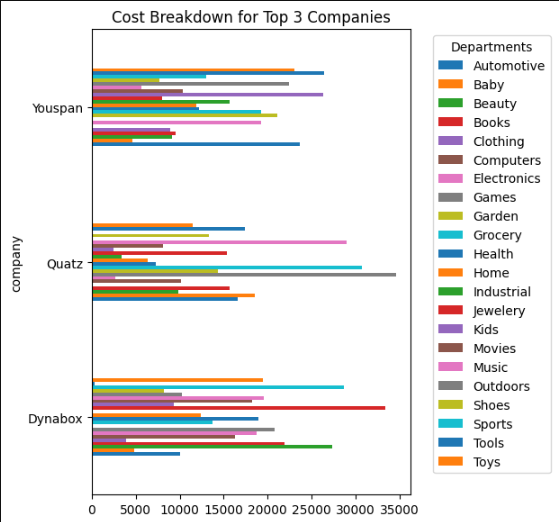 Cost Breakdown for Top 3 Companies
company
Youspan
Quatz
Dynabox
0 5000 10000 15000 20000 25000 30000 35000
Departments
Automotive
Baby
Beauty
Books
Clothing
Computers
Electronics
Games
Garden
Grocery
Health
Home
Industrial
Jewelery
Kids
Movies
Music
Outdoors
Shoes
Sports
Tools
Toys